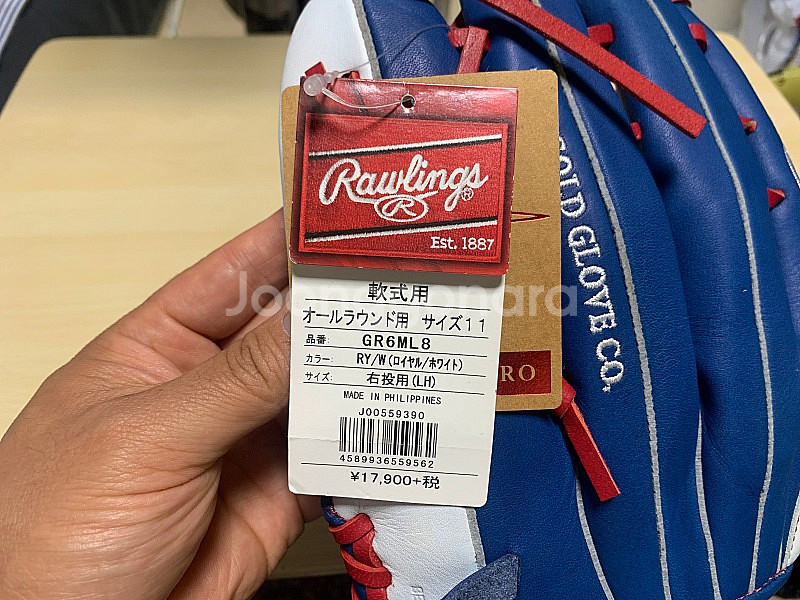 Rawlings®
R
Est. 1887
軟式用
オールラウンド用 サイズ11
品番: GR6ML8
カラー: RY/W(ロイヤル/ホワイト)
サイズ: 右投用(LH)
MADE IN PHILIPPINES
J00559390
4589936559562
¥17,900+税
RO
GOLD GLOVE CO.